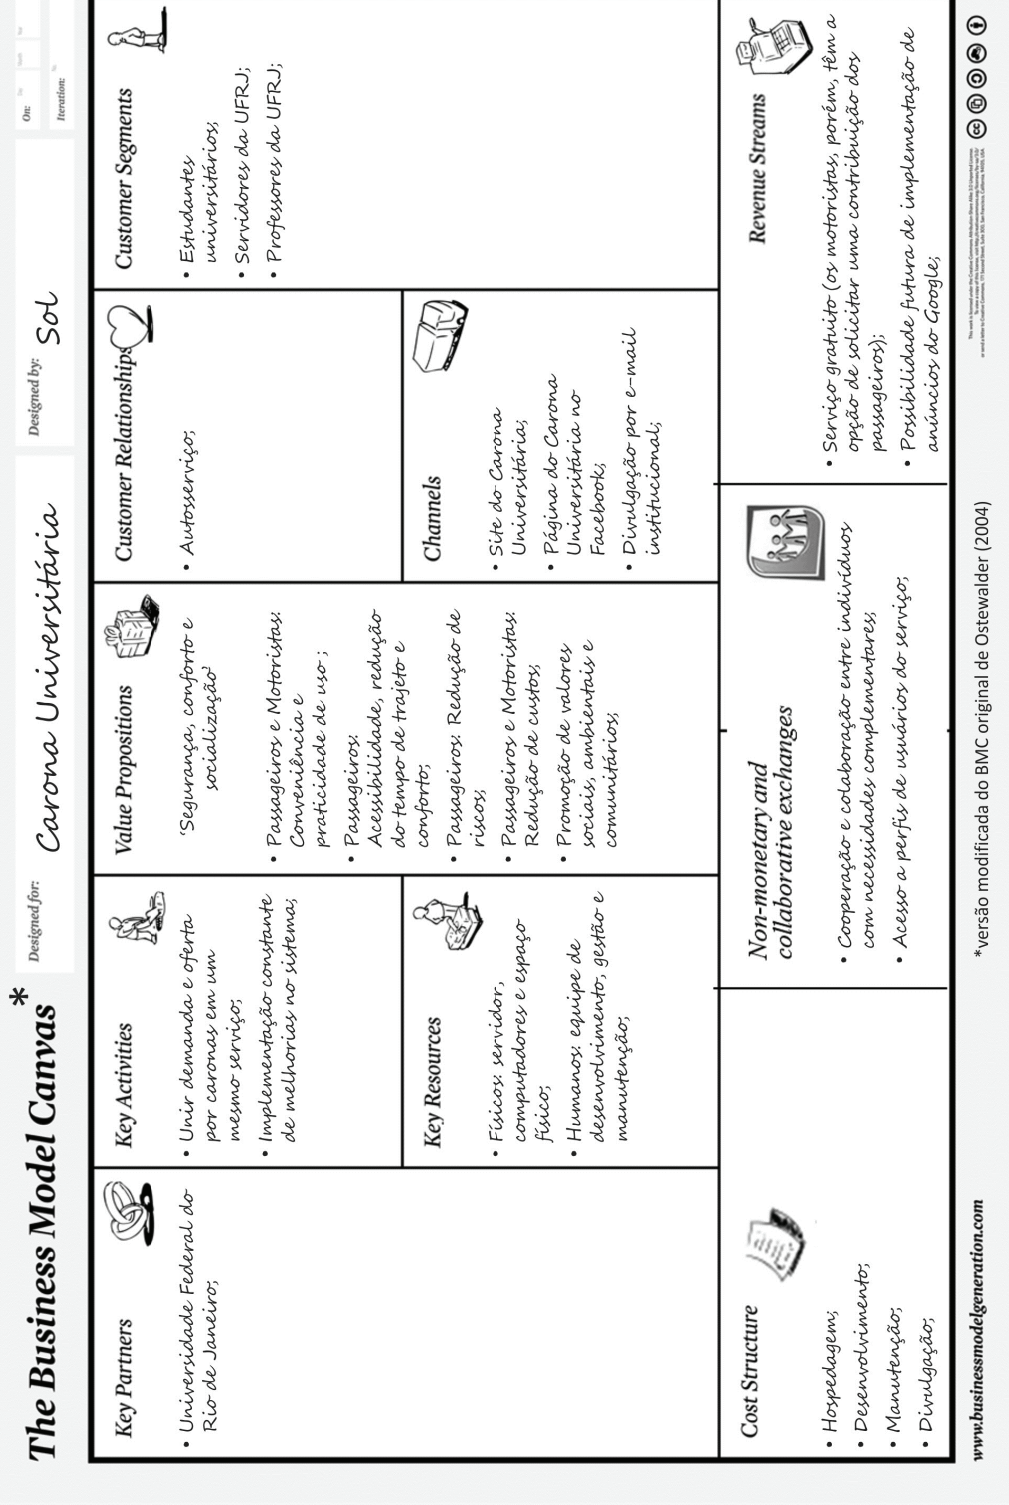 The Business Model Canvas*
Designed for:
Carona Universitária
Designed by:
Sol
On:
Iteration:
Key Partners
• Universidade Federal do
Rio de Janeiro;
Key Activities
• Unir demanda e oferta
por caronas em um
mesmo serviço;
• Implementação constante
de melhorias no sistema;
Key Resources
• Físicos: servidor,
computadores e espaço
físico;
• Humanos: equipe de
desenvolvimento, gestão e
manutenção;
Value Propositions
'Segurança, conforto e
socialização'
• Passageiros e Motoristas:
Conveniência e
praticidade de uso ;
• Passageiros:
Acessibilidade, redução
do tempo de trajeto e
conforto;
• Passageiros: Redução de
riscos;
• Passageiros e Motoristas:
Redução de custos;
• Promoção de valores
sociais, ambientais e
comunitários;
Customer Relationships
• Autosserviço;
Channels
• Site do Carona
Universitária;
• Página do Carona
Universitária no
Facebook;
• Divulgação por e-mail
institucional;
Customer Segments
• Estudantes
universitários;
• Servidores da UFRJ;
• Professores da UFRJ;
Cost Structure
• Hospedagem;
• Desenvolvimento;
• Manutenção;
• Divulgação;
Non-monetary and
collaborative exchanges
• Cooperação e colaboração entre indivíduos
com necessidades complementares;
• Acesso a perfis de usuários do serviço;
Revenue Streams
• Serviço gratuito (os motoristas, porém, têm a
opção de solicitar uma contribuição dos
passageiros);
• Possibilidade futura de implementação de
anúncios do Google;
www.businessmodelgeneration.com
*versão modificada do BMC original de Ostewalder (2004)